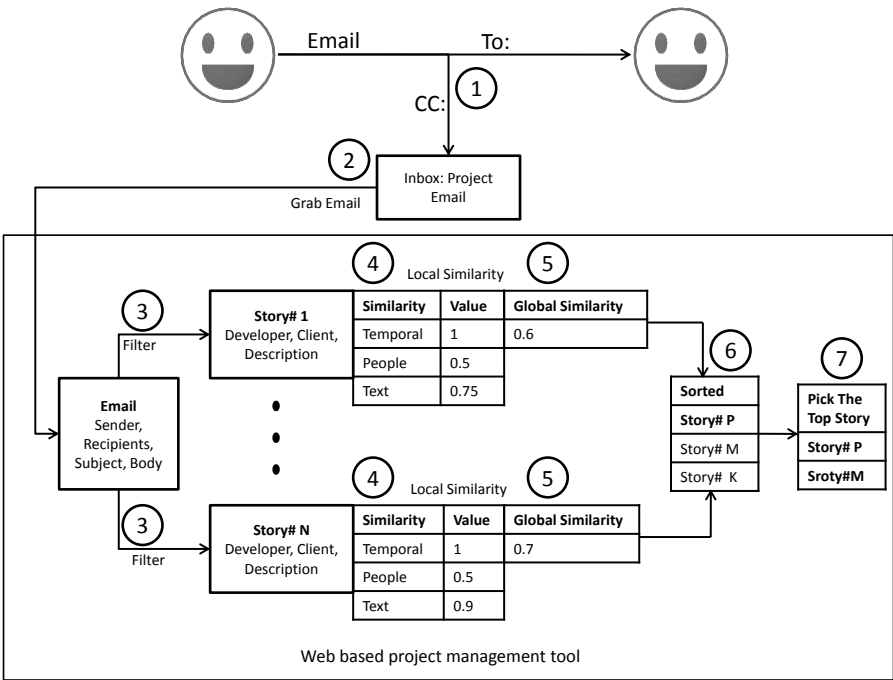 Email
To:
1
CC:
2
Inbox: Project
Email
Grab Email
4
Local Similarity
5
3
Filter
Story# 1
Developer, Client,
Description
Similarity Value Global Similarity
Temporal 1 0.6
People 0.5
Text 0.75
6
7
Sorted
Story# P
Story# M
Story# K
Pick The
Top Story
Story# P
Sroty#M
Email
Sender,
Recipients,
Subject, Body
4
Local Similarity
5
3
Filter
Story# N
Developer, Client,
Description
Similarity Value Global Similarity
Temporal 1 0.7
People 0.5
Text 0.9
Web based project management tool